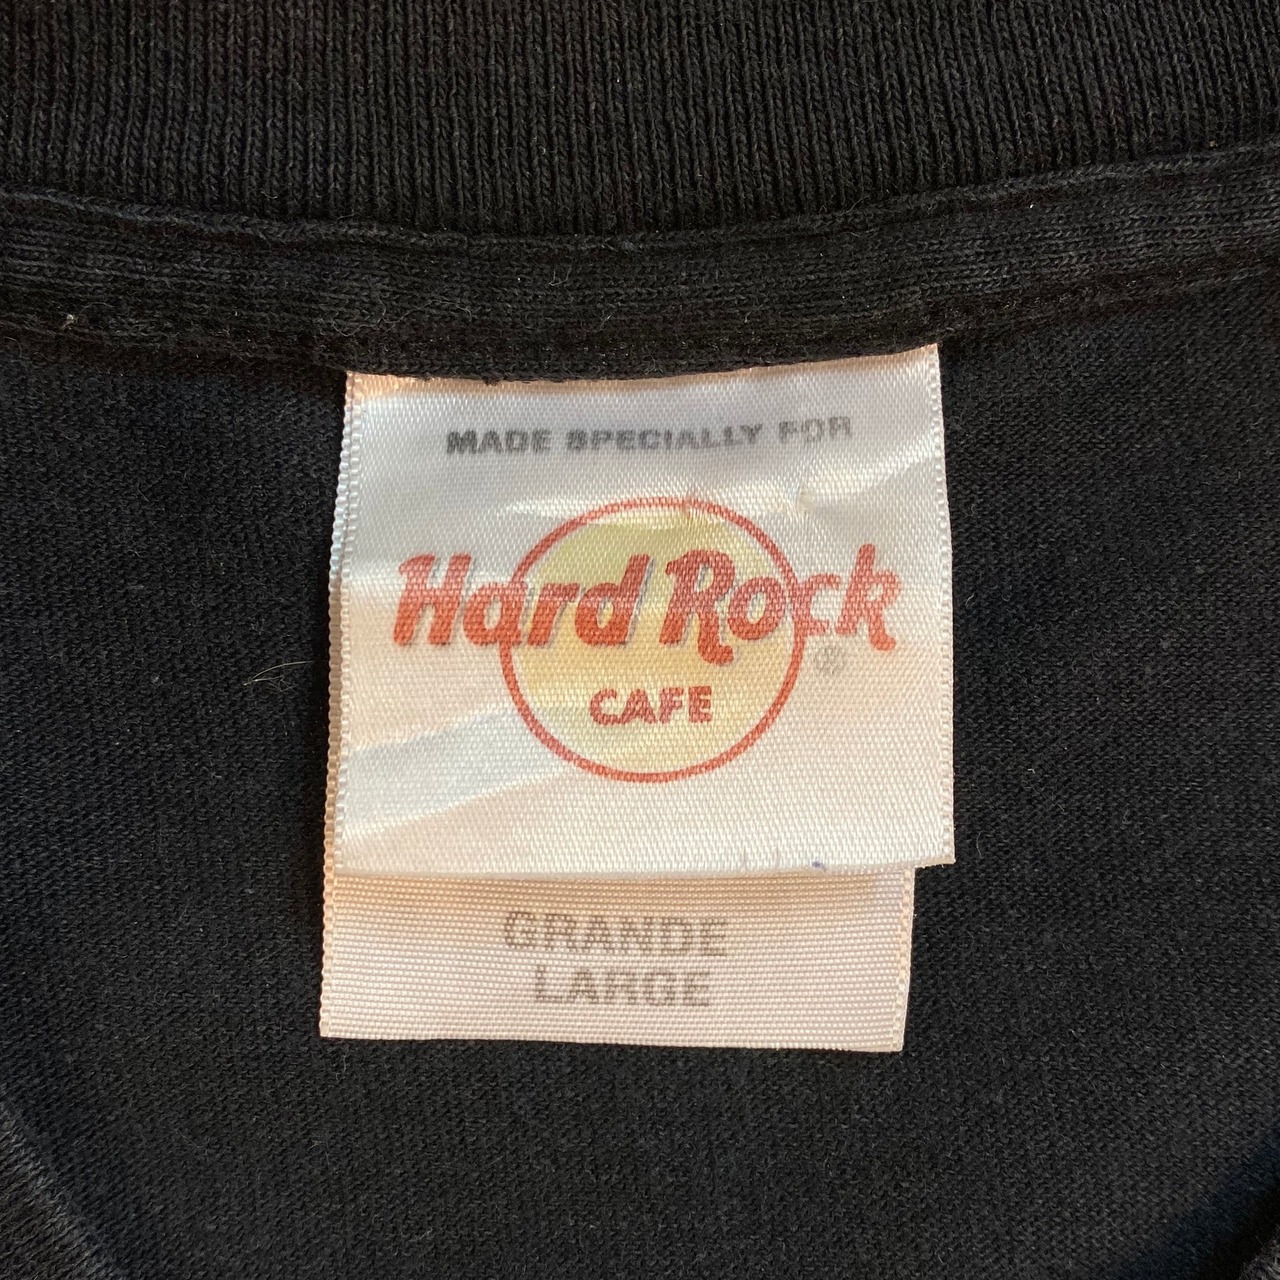 MADE SPECIALLY FOR
Hard Rock
®
CAFE
GRANDE
LARGE